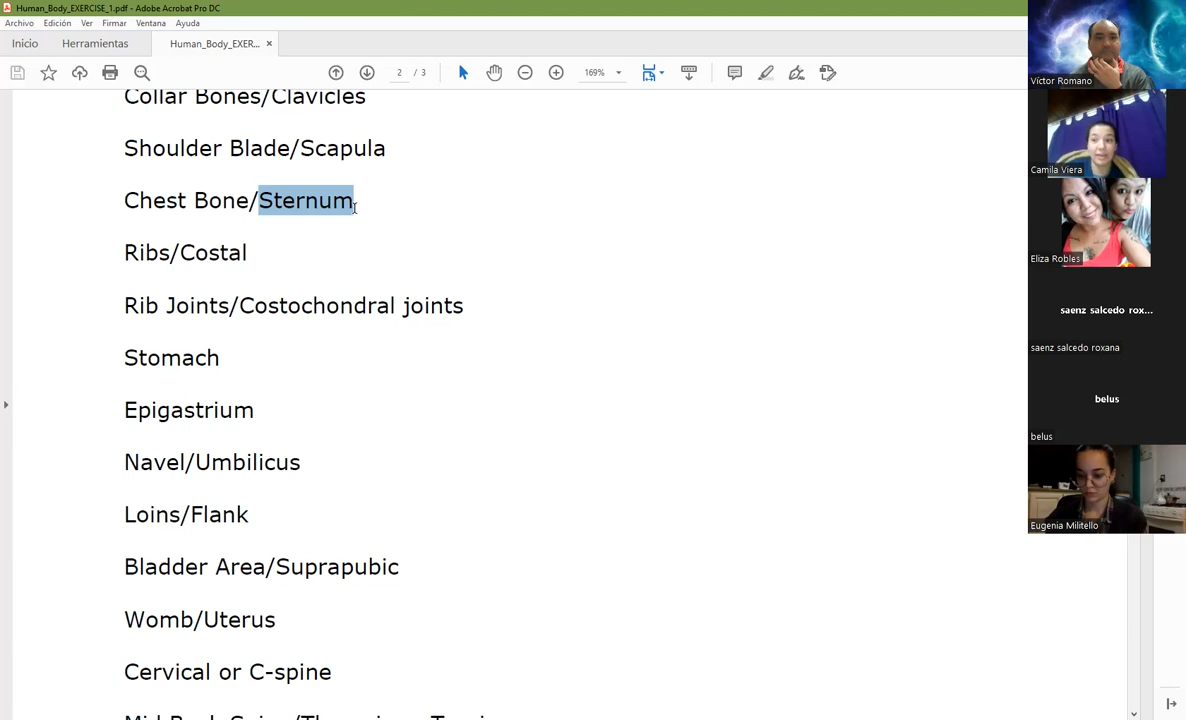 Human_Body_EXERCISE_1.pdf - Adobe Acrobat Pro DC
Archivo Edición Ver Firmar Ventana Ayuda
Inicio Herramientas Human_Body_EXER... ×
2 / 3 169%
Collar Bones/Clavicles
Shoulder Blade/Scapula
Chest Bone/Sternum
Ribs/Costal
Rib Joints/Costochondral joints
Stomach
Epigastrium
Navel/Umbilicus
Loins/Flank
Bladder Area/Suprapubic
Womb/Uterus
Cervical or C-spine
Víctor Romano
Camila Viera
Eliza Robles
saenz salcedo rox...
saenz salcedo roxana
belus
belus
Eugenia Militello